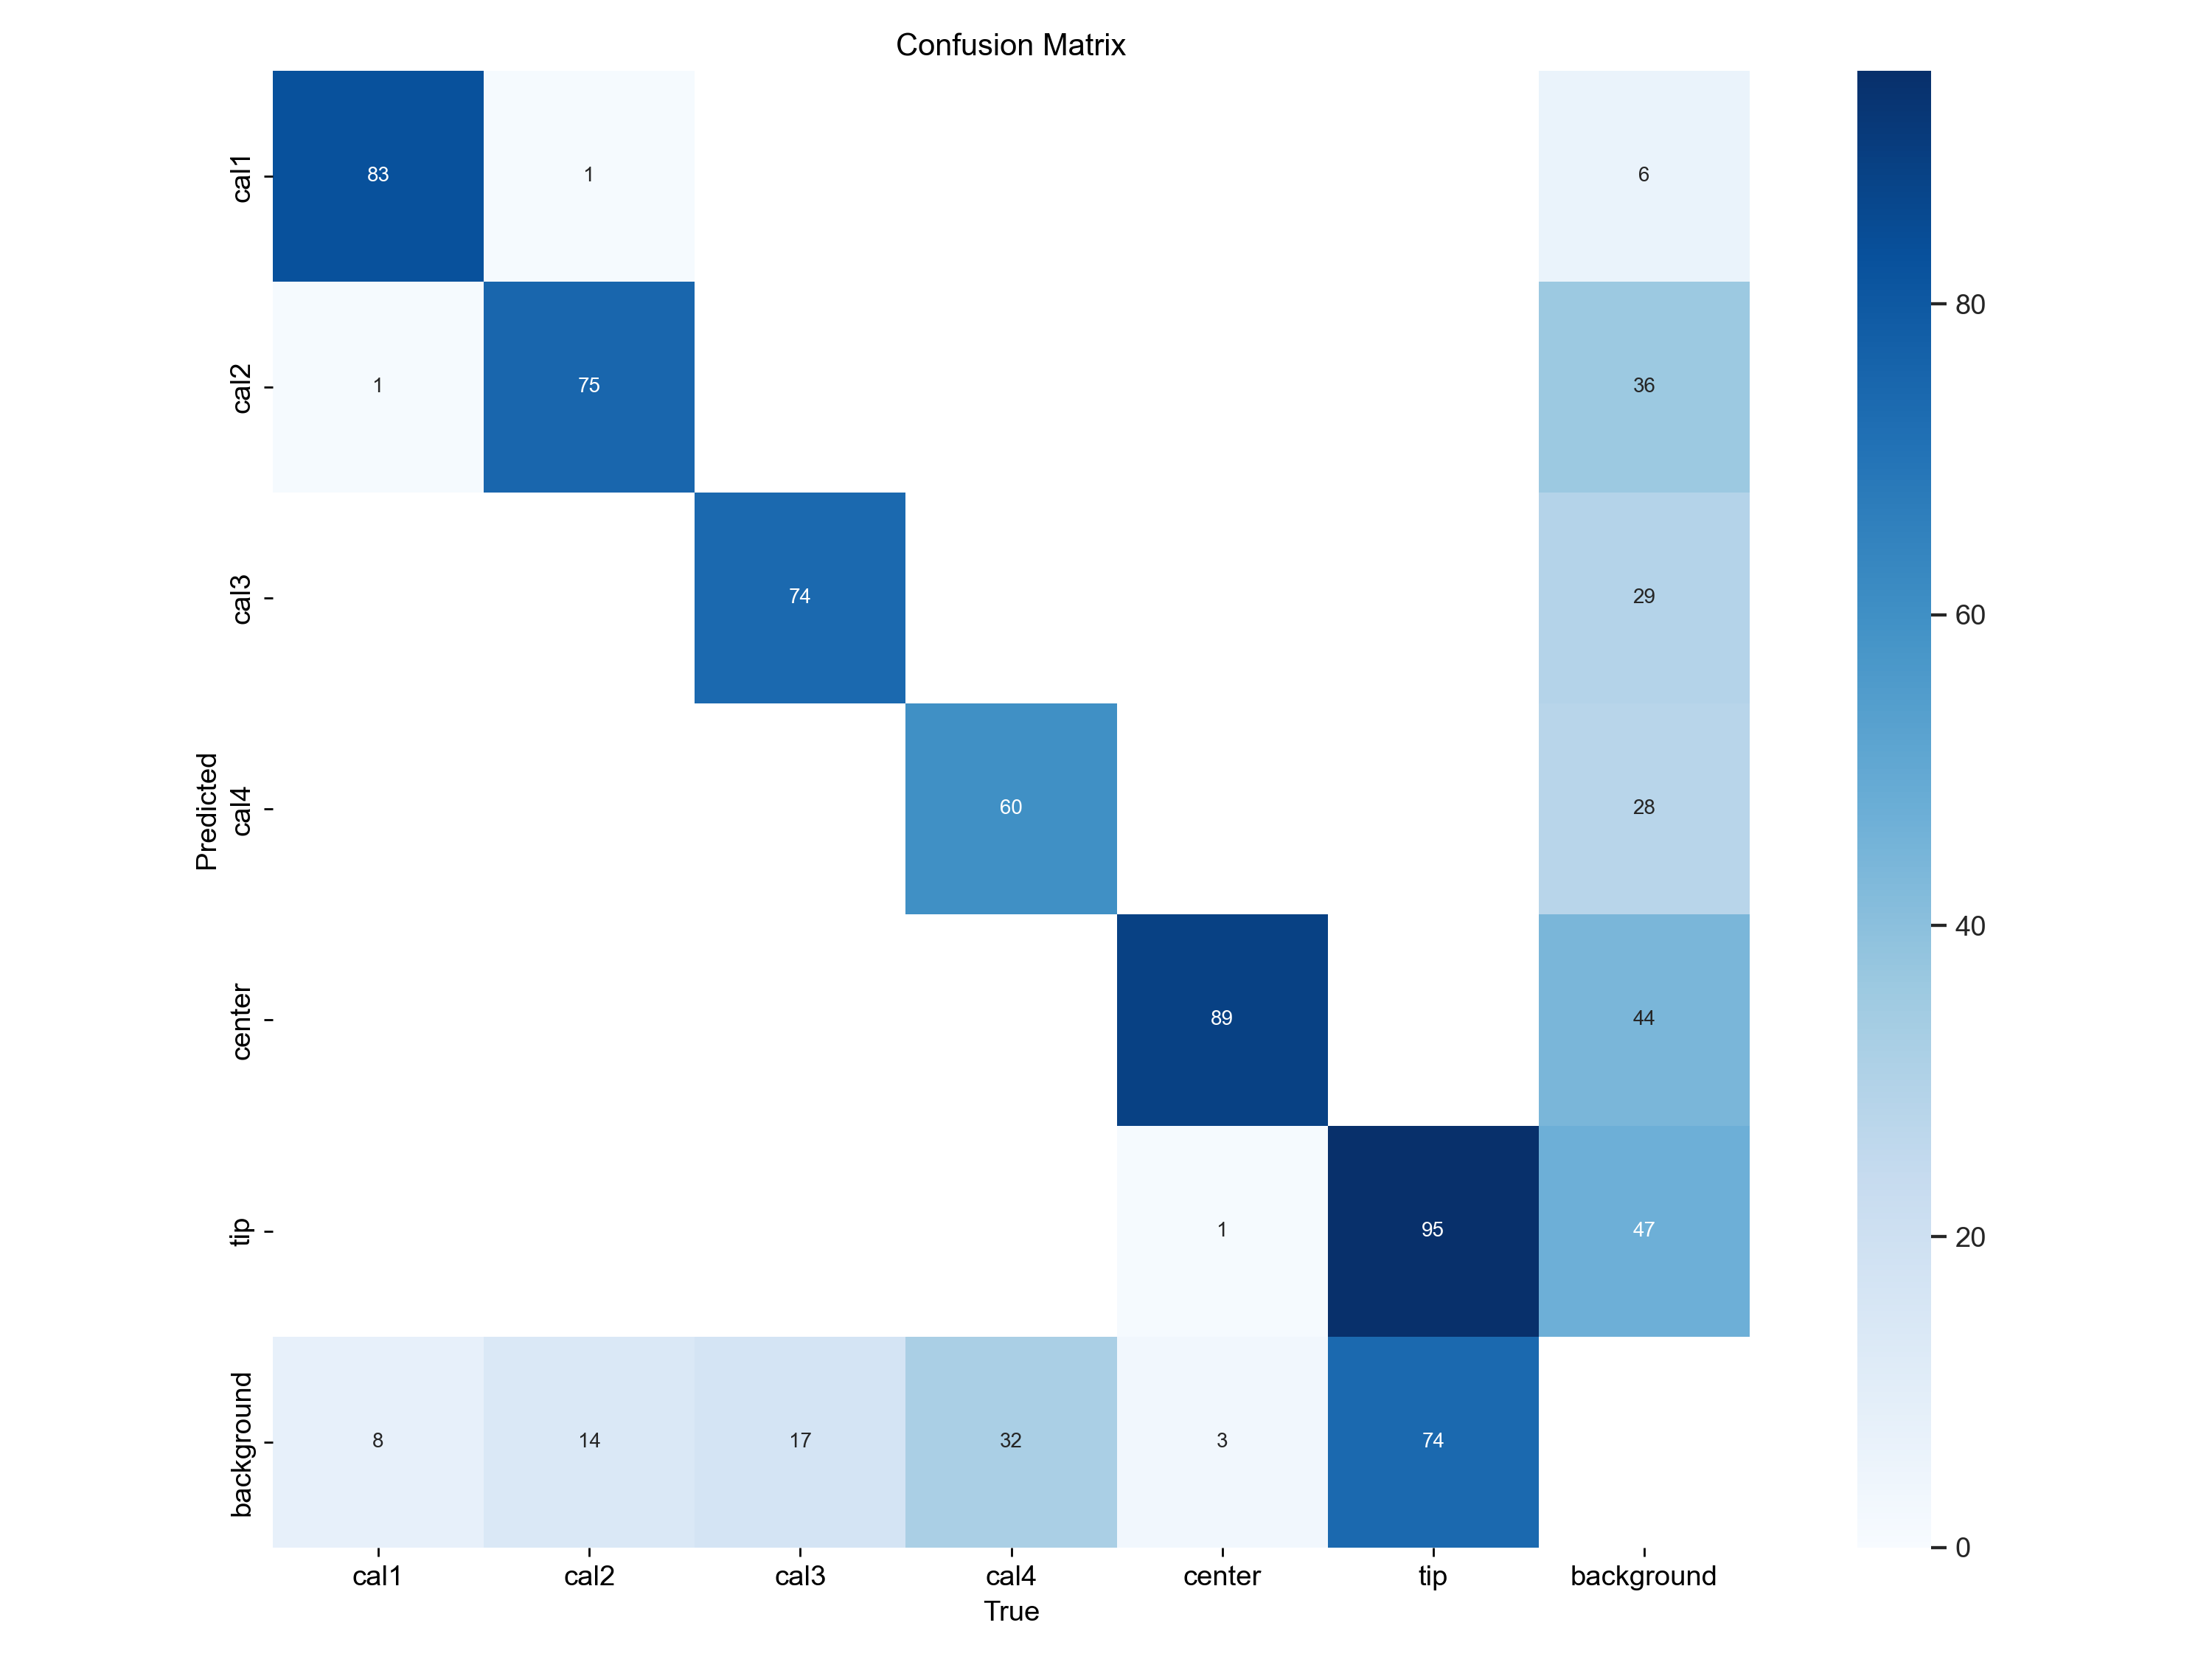 Confusion Matrix
Predicted
cal1
83
1
6
cal2
1
75
36
cal3
74
29
cal4
60
28
center
89
44
tip
1
95
47
background
8
14
17
32
3
74
cal1
cal2
cal3
cal4
center
tip
background
True
80
60
40
20
0